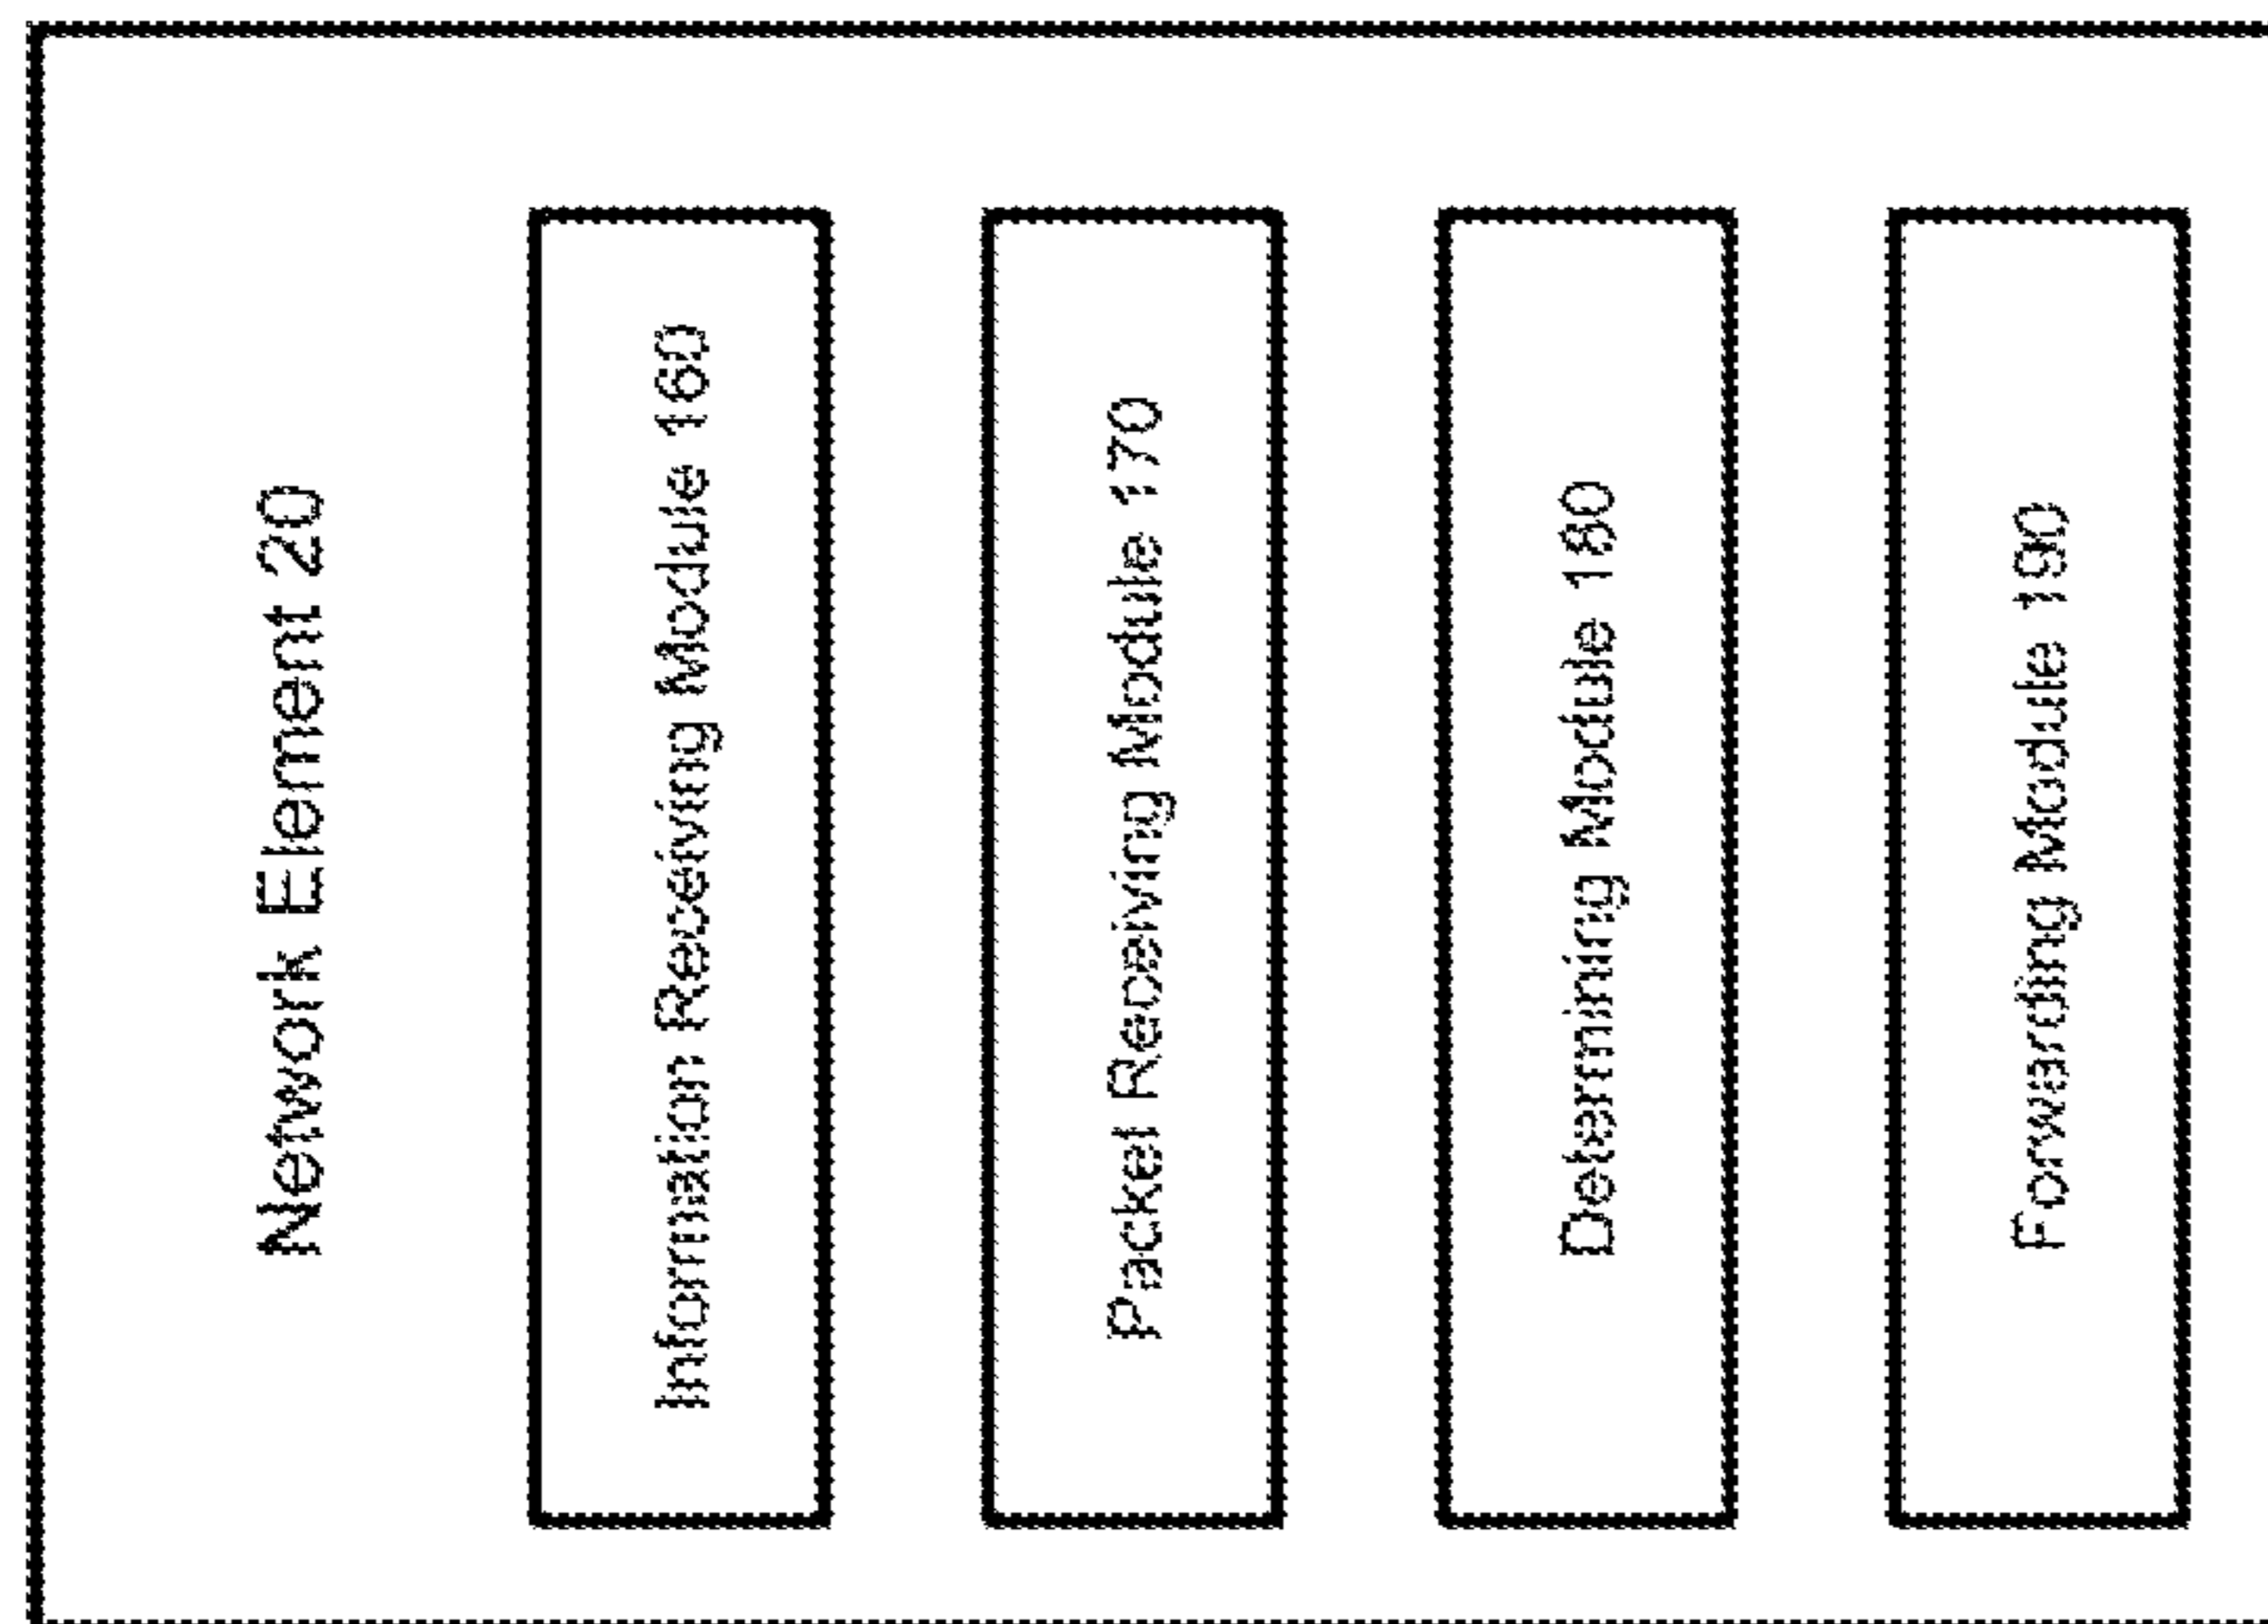 Network Element 20
Information Receiving Module 160
Packet Receiving Module 170
Determining Module 180
Forwarding Module 190